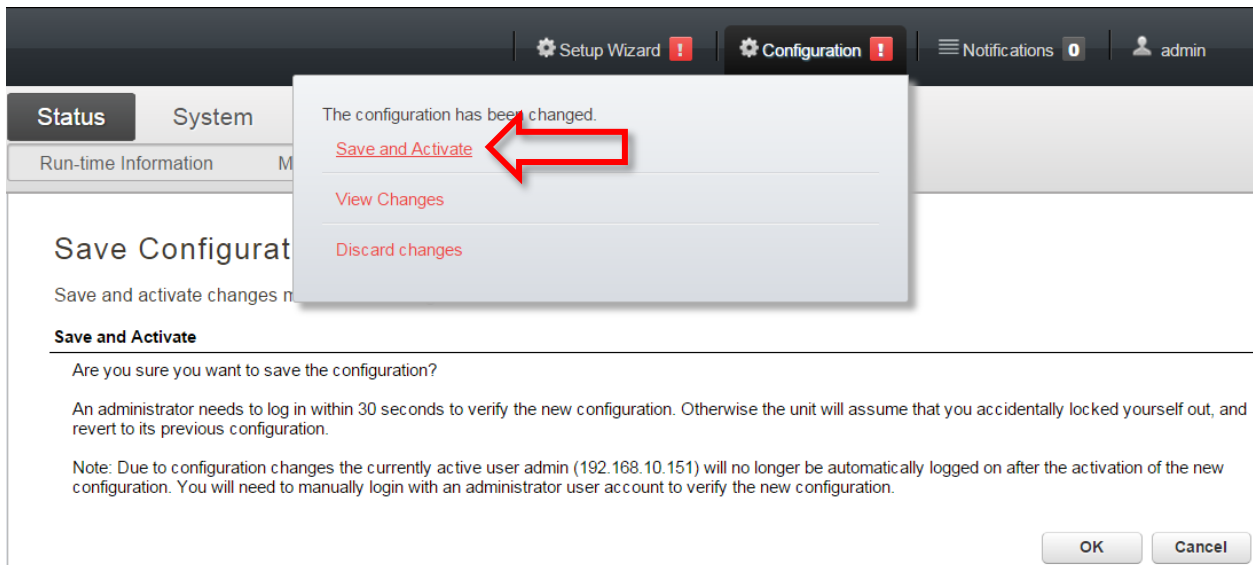 Setup Wizard ! Configuration ! Notifications 0 admin
Status System
The configuration has been changed.
Save and Activate
Run-time Information M
View Changes
Save Configurat
Discard changes
Save and activate changes m
Save and Activate
Are you sure you want to save the configuration?
An administrator needs to log in within 30 seconds to verify the new configuration. Otherwise the unit will assume that you accidentally locked yourself out, and
revert to its previous configuration.
Note: Due to configuration changes the currently active user admin (192.168.10.151) will no longer be automatically logged on after the activation of the new
configuration. You will need to manually login with an administrator user account to verify the new configuration.
OK Cancel